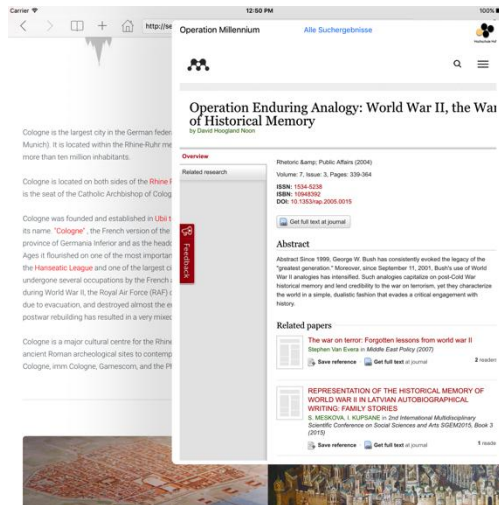 Carrier
12:50 PM
100%
http://se
Operation Millennium
Alle Suchergebnisse
Cologne is the largest city in the German feder
Munich). It is located within the Rhine-Ruhr me
more than ten million inhabitants.
Cologne is located on both sides of the Rhine R
is the seat of the Catholic Archbishop of Colog
Cologne was founded and established in Ubii t
its name. "Cologne", the French version of the
province of Germania Inferior and as the headq
Ages it flourished on one of the most important
the Hanseatic League and one of the largest ci
undergone several occupations by the French a
during World War II, the Royal Air Force (RAF) d
due to evacuation, and destroyed almost the e
postwar rebuilding has resulted in a very mixed
Cologne is a major cultural centre for the Rhine
ancient Roman archeological sites to contemp
Cologne, imm Cologne, Gamescom, and the Ph
Operation Enduring Analogy: World War II, the War
of Historical Memory
by David Hoogland Noon
Overview
Related research
Feedback
Rhetoric &amp; Public Affairs (2004)
Volume: 7, Issue: 3, Pages: 339-364
ISSN: 1534-5238
ISBN: 10948392
DOI: 10.1353/rap.2005.0015
Get full text at journal
Abstract
Abstract Since 1999, George W. Bush has consistently evoked the legacy of the
"greatest generation." Moreover, since September 11, 2001, Bush's use of World
War II analogies has intensified. Such analogies capitalize on post-Cold War
historical memory and lend credibility to the war on terrorism, yet they characterize
the world in a simple, dualistic fashion that evades a critical engagement with
history.
Related papers
The war on terror: Forgotten lessons from world war II
Stephen Van Evera in Middle East Policy (2007)
Save reference · Get full text at journal
2 readers
REPRESENTATION OF THE HISTORICAL MEMORY OF
WORLD WAR II IN LATVIAN AUTOBIOGRAPHICAL
WRITING: FAMILY STORIES
S. MESKOVA, I. KUPSANE in 2nd International Multidisciplinary
Scientific Conference on Social Sciences and Arts SGEM2015, Book 3
(2015)
Save reference · Get full text at journal
1 reade